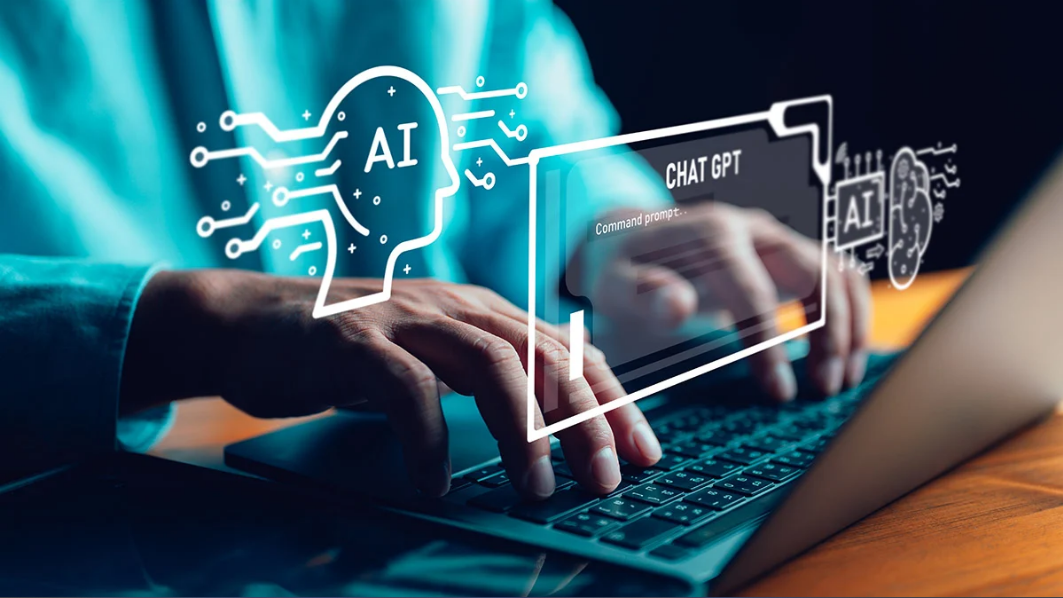 AI
CHAT GPT
Command prompt..
AI